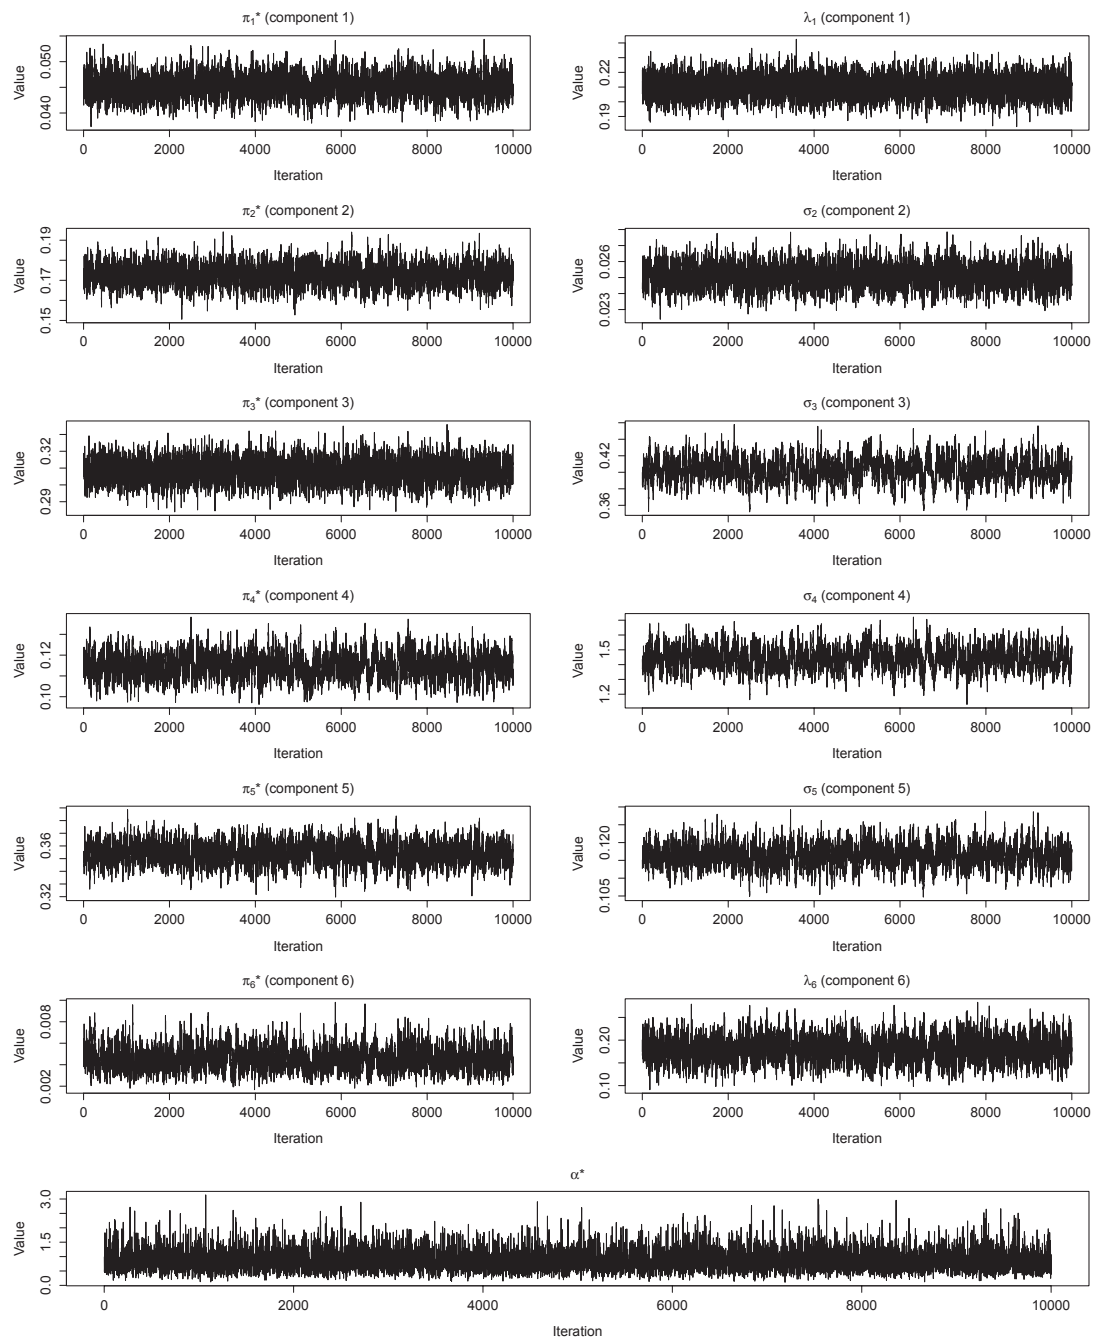 π₁* (component 1)
Value
0.040 0.050
0 2000 4000 6000 8000 10000
Iteration
λ₁ (component 1)
Value
0.19 0.22
0 2000 4000 6000 8000 10000
Iteration
π₂* (component 2)
Value
0.15 0.17 0.19
0 2000 4000 6000 8000 10000
Iteration
σ₂ (component 2)
Value
0.023 0.026
0 2000 4000 6000 8000 10000
Iteration
π₃* (component 3)
Value
0.29 0.32
0 2000 4000 6000 8000 10000
Iteration
σ₃ (component 3)
Value
0.36 0.42
0 2000 4000 6000 8000 10000
Iteration
π₄* (component 4)
Value
0.10 0.12
0 2000 4000 6000 8000 10000
Iteration
σ₄ (component 4)
Value
1.2 1.5
0 2000 4000 6000 8000 10000
Iteration
π₅* (component 5)
Value
0.32 0.36
0 2000 4000 6000 8000 10000
Iteration
σ₅ (component 5)
Value
0.105 0.120
0 2000 4000 6000 8000 10000
Iteration
π₆* (component 6)
Value
0.002 0.008
0 2000 4000 6000 8000 10000
Iteration
λ₆ (component 6)
Value
0.10 0.20
0 2000 4000 6000 8000 10000
Iteration
α*
Value
0.0 1.5 3.0
0 2000 4000 6000 8000 10000
Iteration